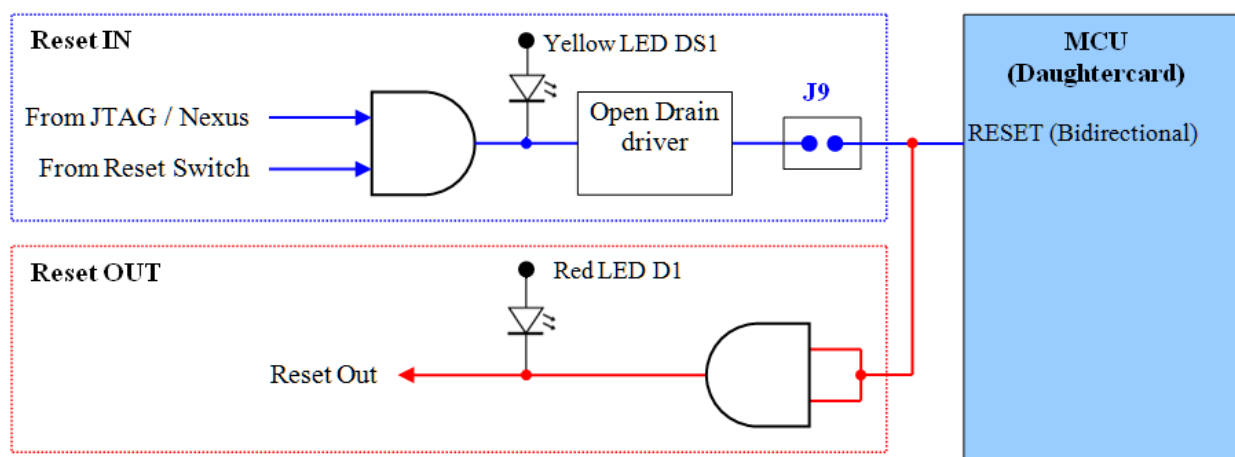 Reset IN
Yellow LED DS1
MCU
(Daughtercard)
J9
From JTAG / Nexus
Open Drain
driver
RESET (Bidirectional)
From Reset Switch
Reset OUT
Red LED D1
Reset Out